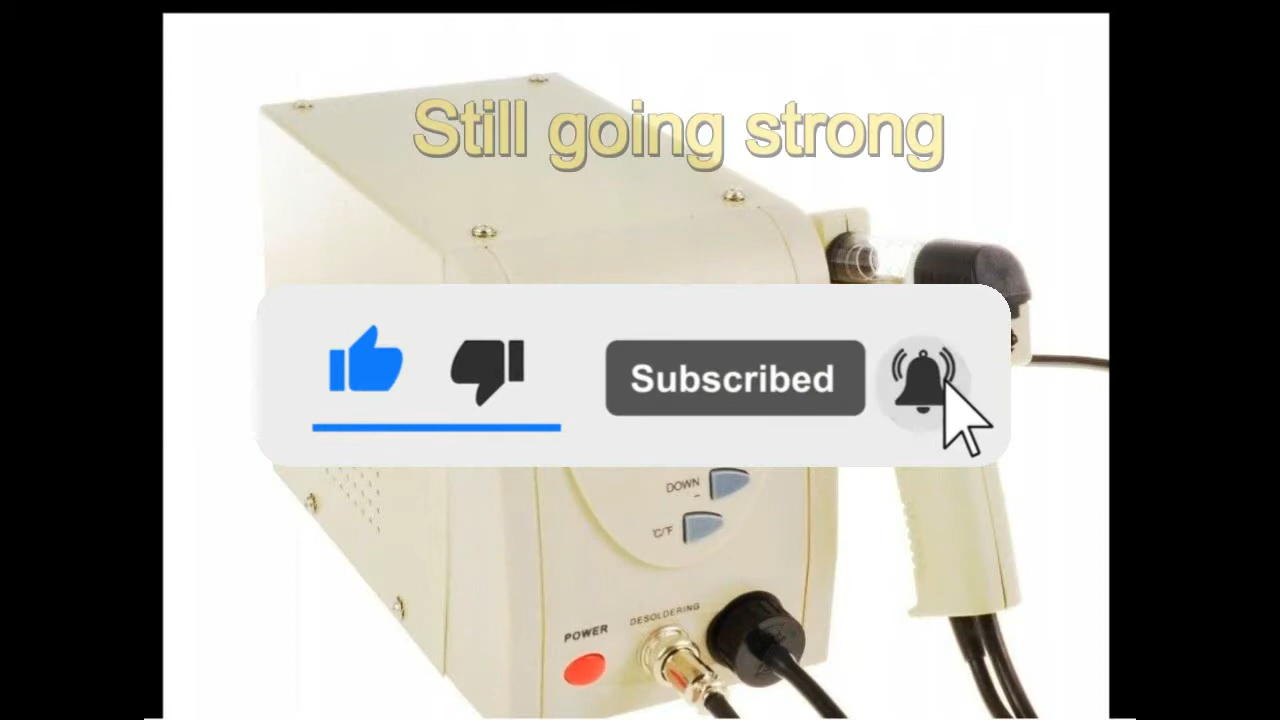 Still going strong
Subscribed
DOWN
–
°C/°F
DESOLDERING
POWER